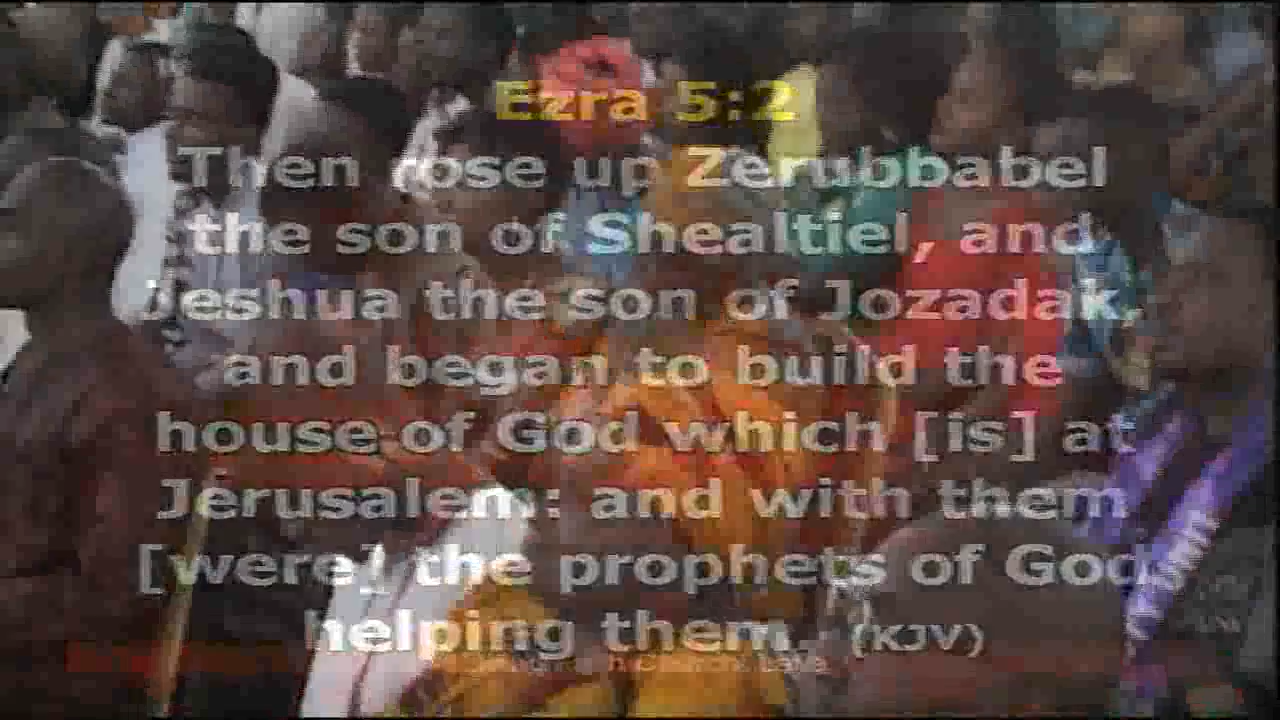 Ezra 5:2
Then rose up Zerubbabel
the son of Shealtiel, and
Jeshua the son of Jozadak,
and began to build the
house of God which [is] at
Jerusalem: and with them
[were] the prophets of God
helping them. (KJV)